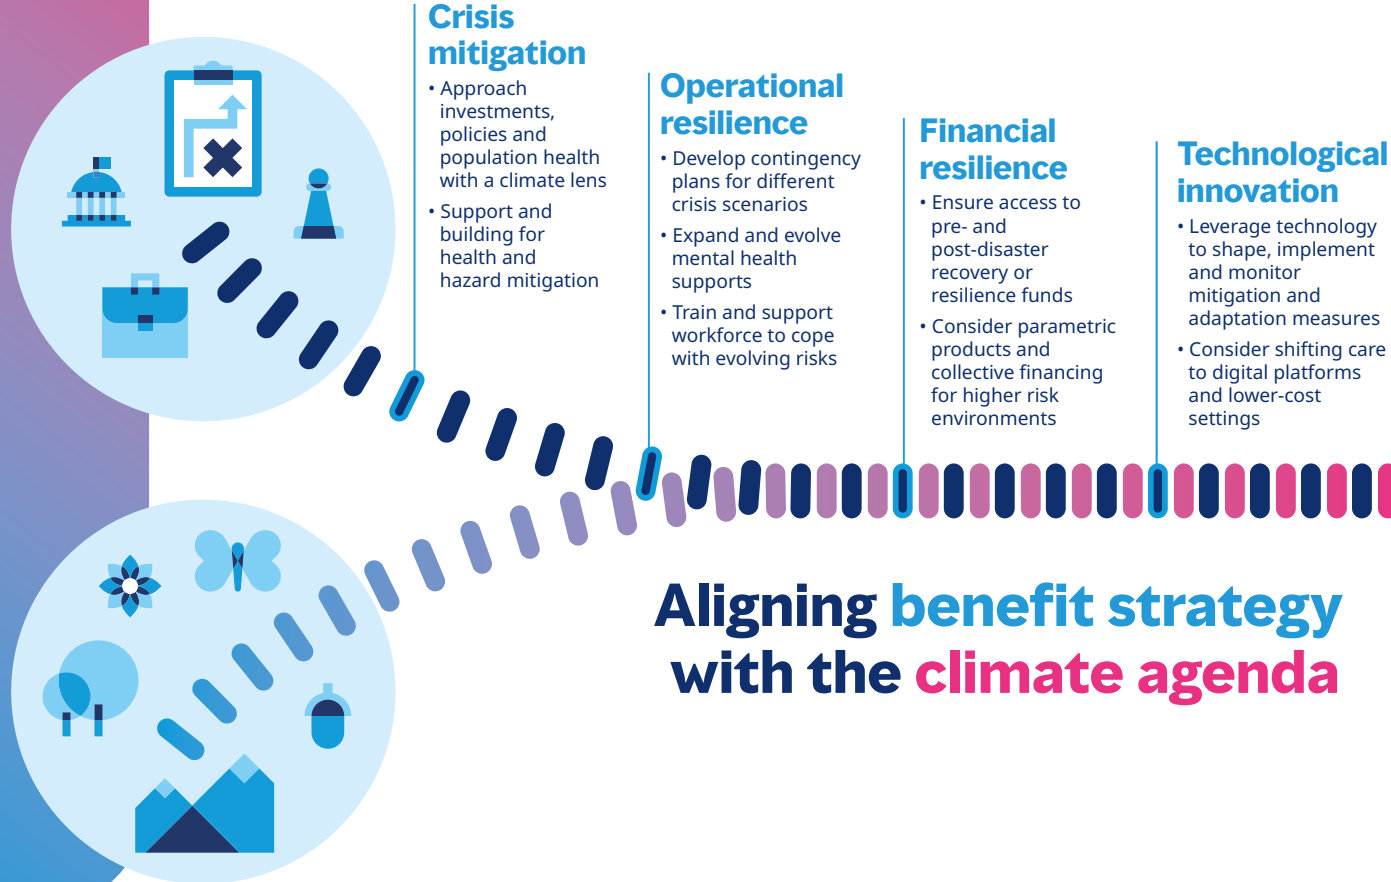 Crisis
mitigation
• Approach
investments,
policies and
population health
with a climate lens
• Support and
building for
health and
hazard mitigation
Operational
resilience
• Develop contingency
plans for different
crisis scenarios
• Expand and evolve
mental health
supports
• Train and support
workforce to cope
with evolving risks
Financial
resilience
• Ensure access to
pre- and
post-disaster
recovery or
resilience funds
• Consider parametric
products and
collective financing
for higher risk
environments
Technological
innovation
• Leverage technology
to shape, implement
and monitor
mitigation and
adaptation measures
• Consider shifting care
to digital platforms
and lower-cost
settings
Aligning benefit strategy
with the climate agenda